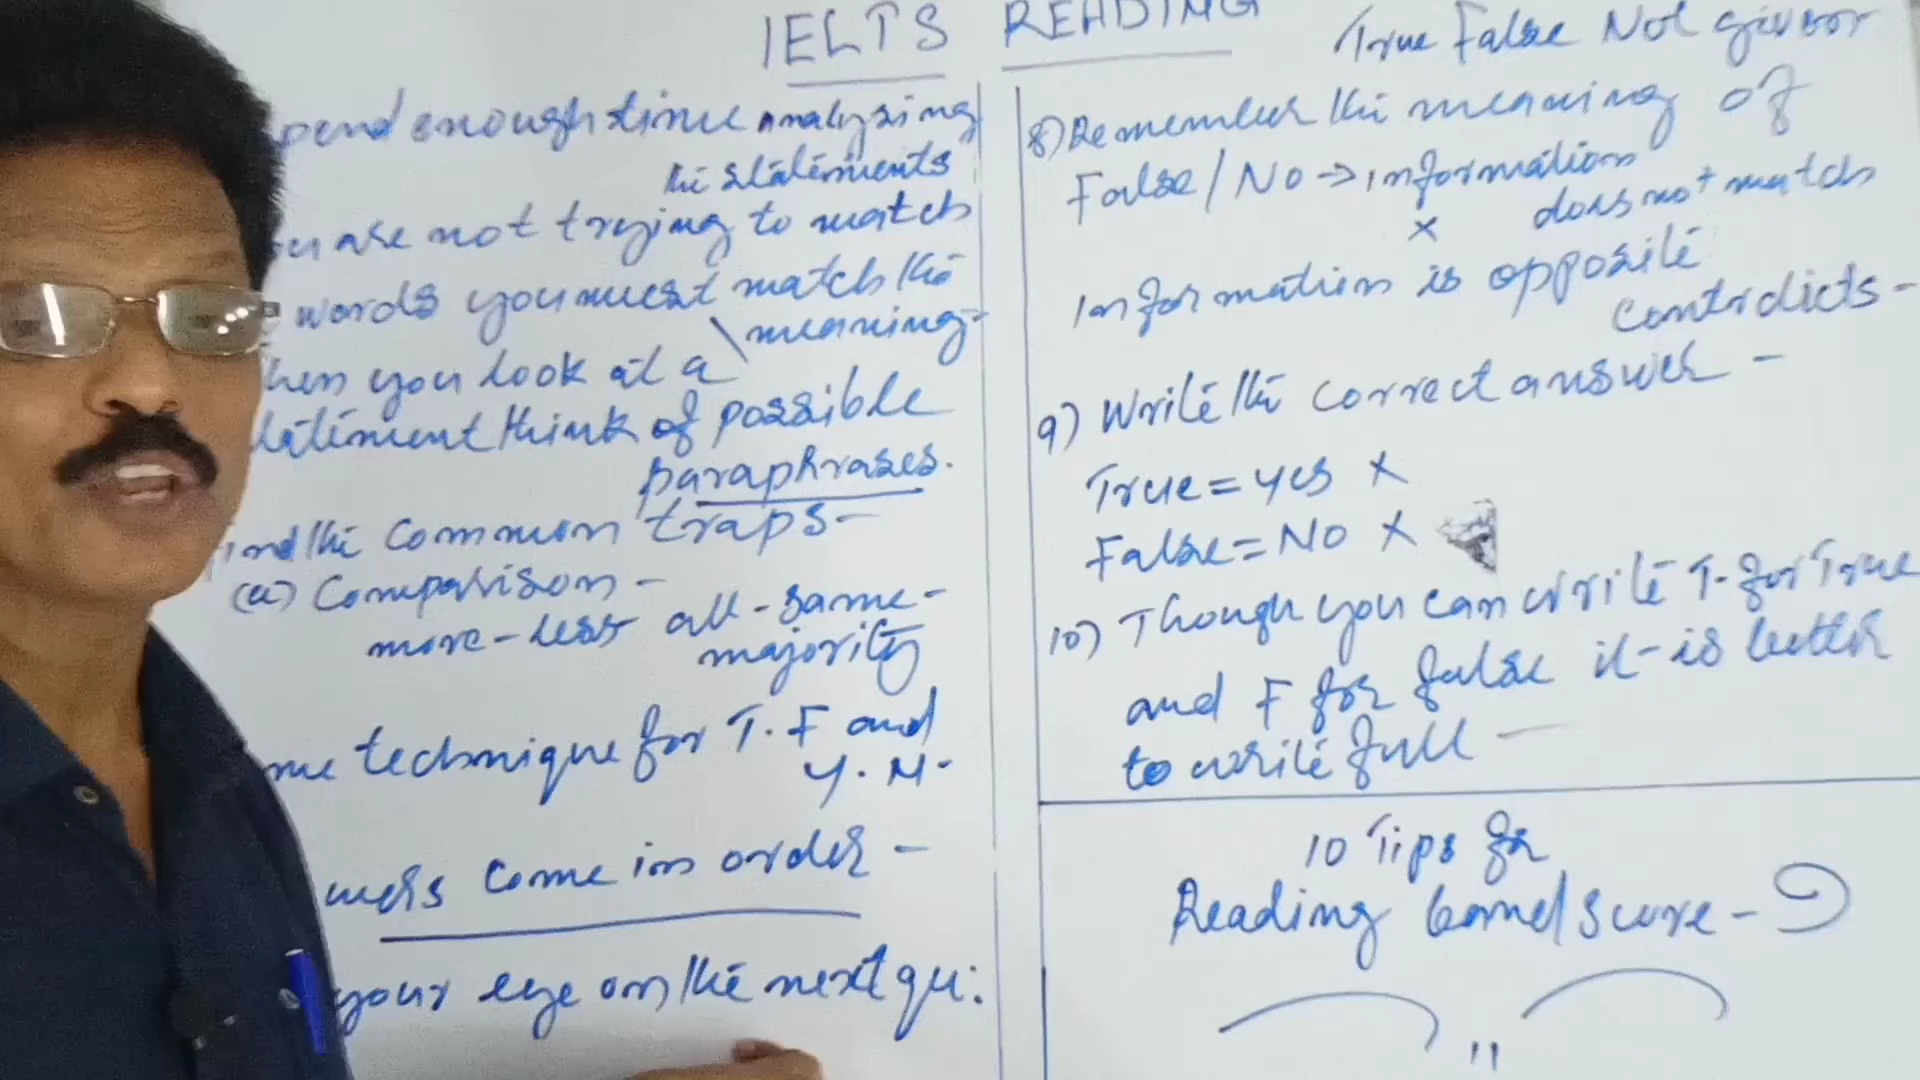 IELTS READING
True False Not given or
pend enough time analysing
the statements
u are not trying to match
words you must match the
meaning-
hen you look at a
tatement think of possible
paraphrases.
ind the common traps-
(a) Comparison-
more-less all-same-
majority
me technique for T.F and
Y.N-
wers come in order-
your eye on the next qu:
8) Remember the meaning of
False/No → information
x does not match
information is opposite
contrdicts-
9) Write the correct answer-
True = yes x
False = No x
10) Though you can write T-for True
and F for false it-is better
to write full-
10 Tips for
Reading band score-9